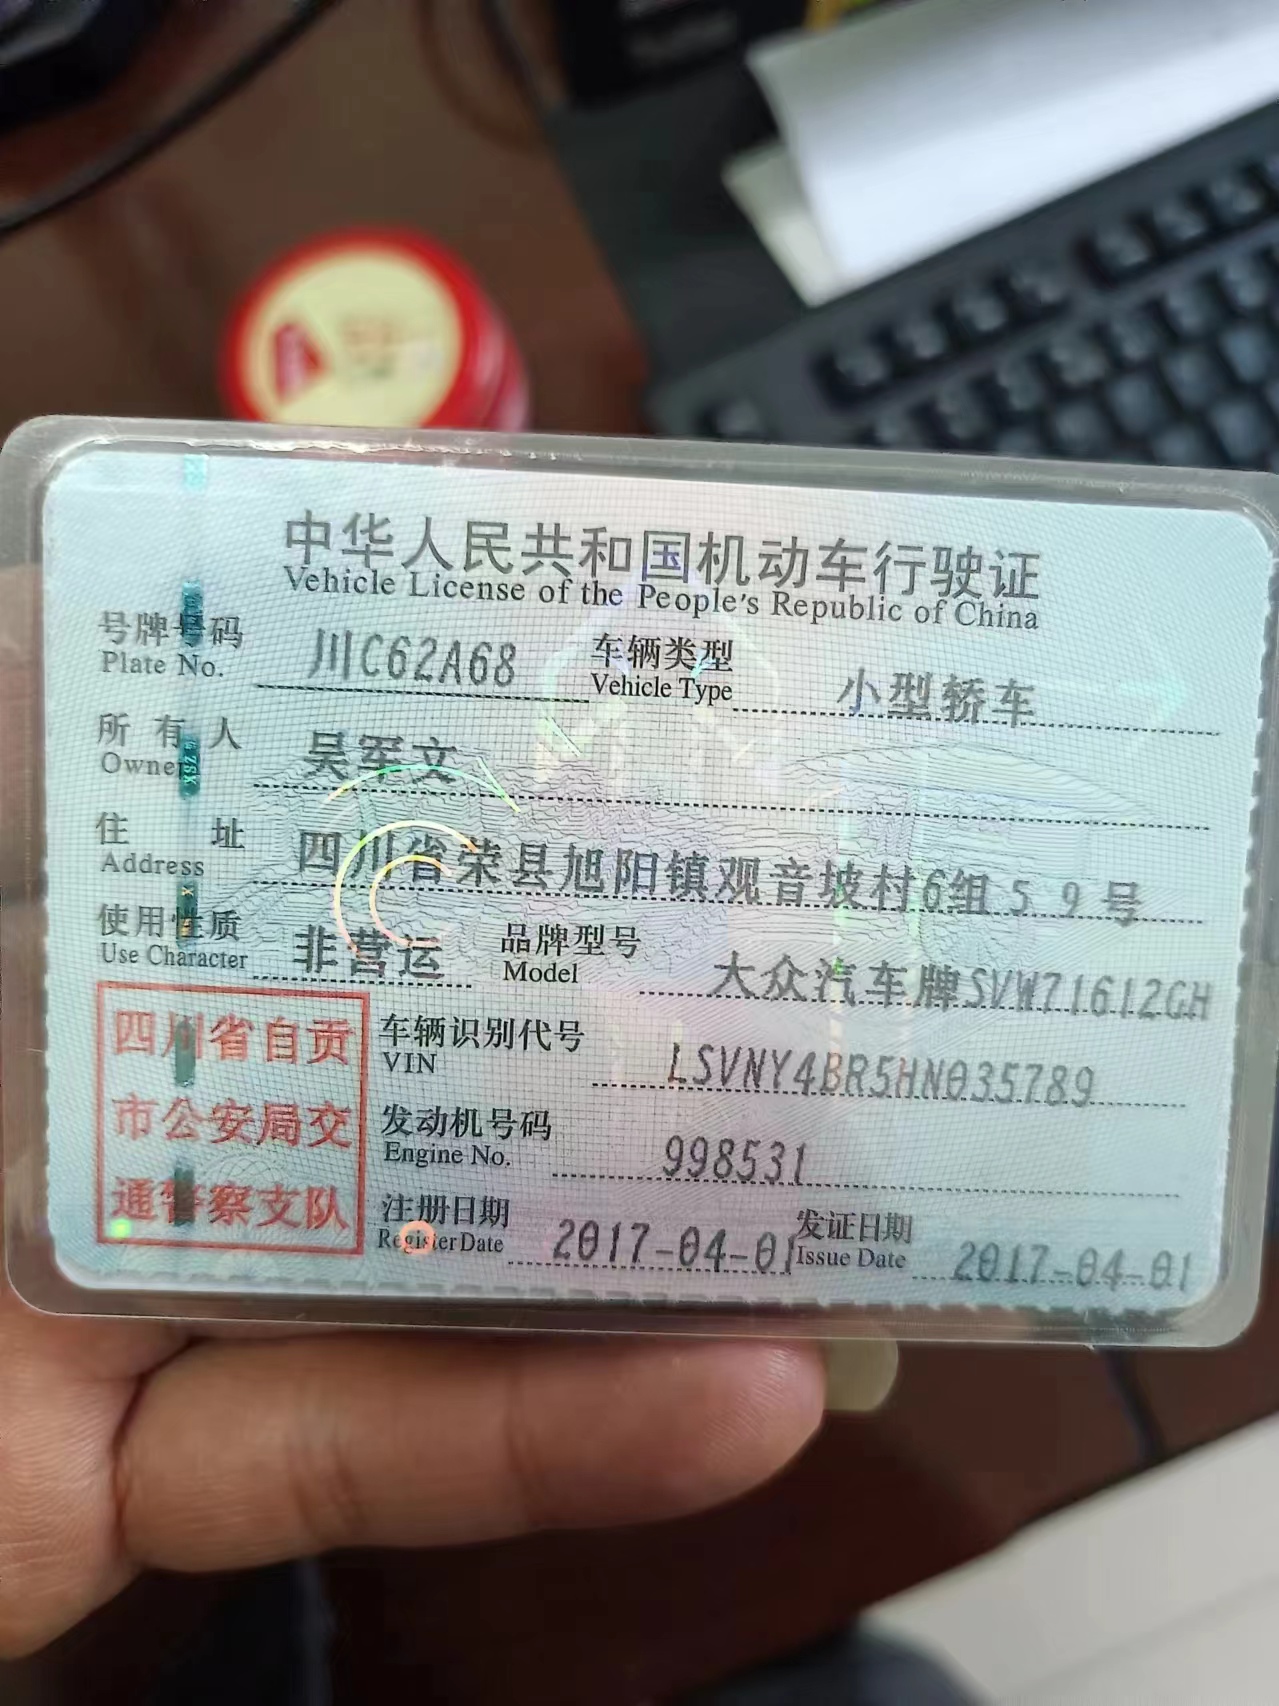 中华人民共和国机动车行驶证
Vehicle License of the People's Republic of China
号牌号码 川C62A68 车辆类型 小型轿车
Plate No. Vehicle Type
所有人 吴军文
Owner
住址 四川省荣县旭阳镇观音坡村6组59号
Address
使用性质 非营运 品牌型号 大众汽车牌SVW71612GH
Use Character Model
四川省自贡
市公安局交
通警察支队
车辆识别代号 LSVNY4BR5HN035789
VIN
发动机号码 998531
Engine No.
注册日期 2017-04-01 发证日期 2017-04-01
Register Date Issue Date